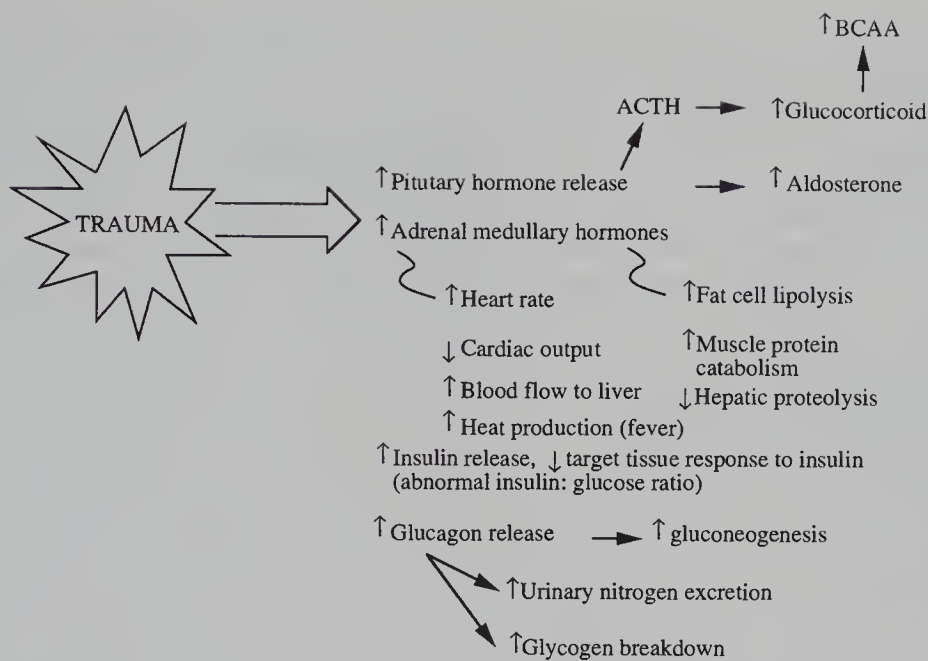 ↑BCAA
ACTH
↑Glucocorticoid
TRAUMA
↑Pitutary hormone release
↑Aldosterone
↑Adrenal medullary hormones
↑Heart rate
↑Fat cell lipolysis
↓Cardiac output
↑Muscle protein
catabolism
↑Blood flow to liver
↓Hepatic proteolysis
↑Heat production (fever)
↑Insulin release, ↓target tissue response to insulin
(abnormal insulin: glucose ratio)
↑Glucagon release
↑gluconeogenesis
↑Urinary nitrogen excretion
↑Glycogen breakdown